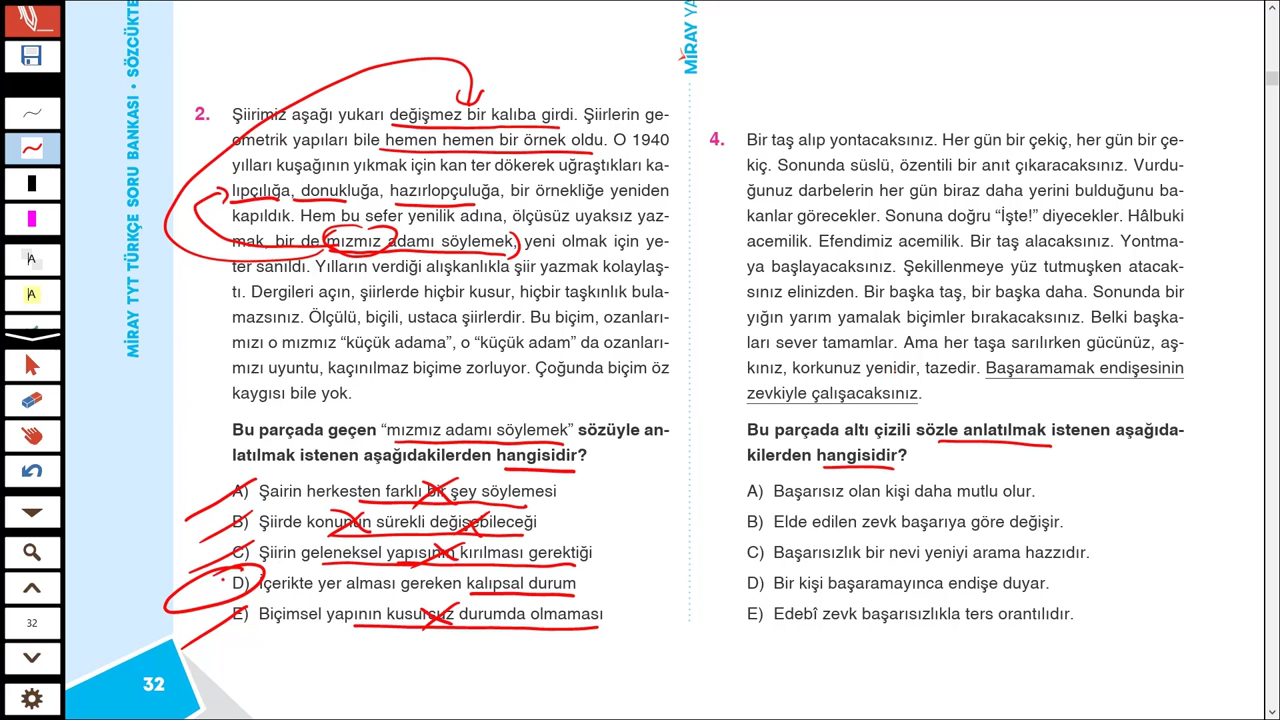 MİRAY TYT TÜRKÇE SORU BANKASI • SÖZCÜKTE
MİRAY YA
2. Şiirimiz aşağı yukarı değişmez bir kalıba girdi. Şiirlerin ge-
ometrik yapıları bile hemen hemen bir örnek oldu. O 1940
yılları kuşağının yıkmak için kan ter dökerek uğraştıkları ka-
lıpçılığa, donukluğa, hazırlopçuluğa, bir örnekliğe yeniden
kapıldık. Hem bu sefer yenilik adına, ölçüsüz uyaksız yaz-
mak, bir de mızmız adamı söylemek, yeni olmak için ye-
ter sanıldı. Yılların verdiği alışkanlıkla şiir yazmak kolaylaş-
tı. Dergileri açın, şiirlerde hiçbir kusur, hiçbir taşkınlık bula-
mazsınız. Ölçülü, biçili, ustaca şiirlerdir. Bu biçim, ozanları-
mızı o mızmız “küçük adama”, o “küçük adam” da ozanları-
mızı uyuntu, kaçınılmaz biçime zorluyor. Çoğunda biçim öz
kaygısı bile yok.
Bu parçada geçen “mızmız adamı söylemek” sözüyle an-
latılmak istenen aşağıdakilerden hangisidir?
A) Şairin herkesten farklı bir şey söylemesi
B) Şiirde konunun sürekli değişebileceği
C) Şiirin geleneksel yapısının kırılması gerektiği
D) İçerikte yer alması gereken kalıpsal durum
E) Biçimsel yapının kusursuz durumda olmaması
4. Bir taş alıp yontacaksınız. Her gün bir çekiç, her gün bir çe-
kiç. Sonuna süslü, özentili bir anıt çıkaracaksınız. Vurdu-
ğunuz darbelerin her gün biraz daha yerini bulduğunu ba-
kanlar görecekler. Sonuna doğru “İşte!” diyecekler. Hâlbuki
acemilik. Efendimiz acemilik. Bir taş alacaksınız. Yontma-
ya başlayacaksınız. Şekillenmeye yüz tutmuşken atacak-
sınız elinizden. Bir başka taş, bir başka daha. Sonunda bir
yığın yarım yamalak biçimler bırakacaksınız. Belki başka-
ları sever tamamlar. Ama her taşa sarılırken gücünüz, aş-
kınız, korkunuz yenidir, tazedir. Başaramamak endişesinin
zevkiyle çalışacaksınız.
Bu parçada altı çizili sözle anlatılmak istenen aşağıda-
kilerden hangisidir?
A) Başarısız olan kişi daha mutlu olur.
B) Elde edilen zevk başarıya göre değişir.
C) Başarısızlık bir nevi yeniyi arama hazzıdır.
D) Bir kişi başaramayınca endişe duyar.
E) Edebî zevk başarısızlıkla ters orantılıdır.
A
A
32
32